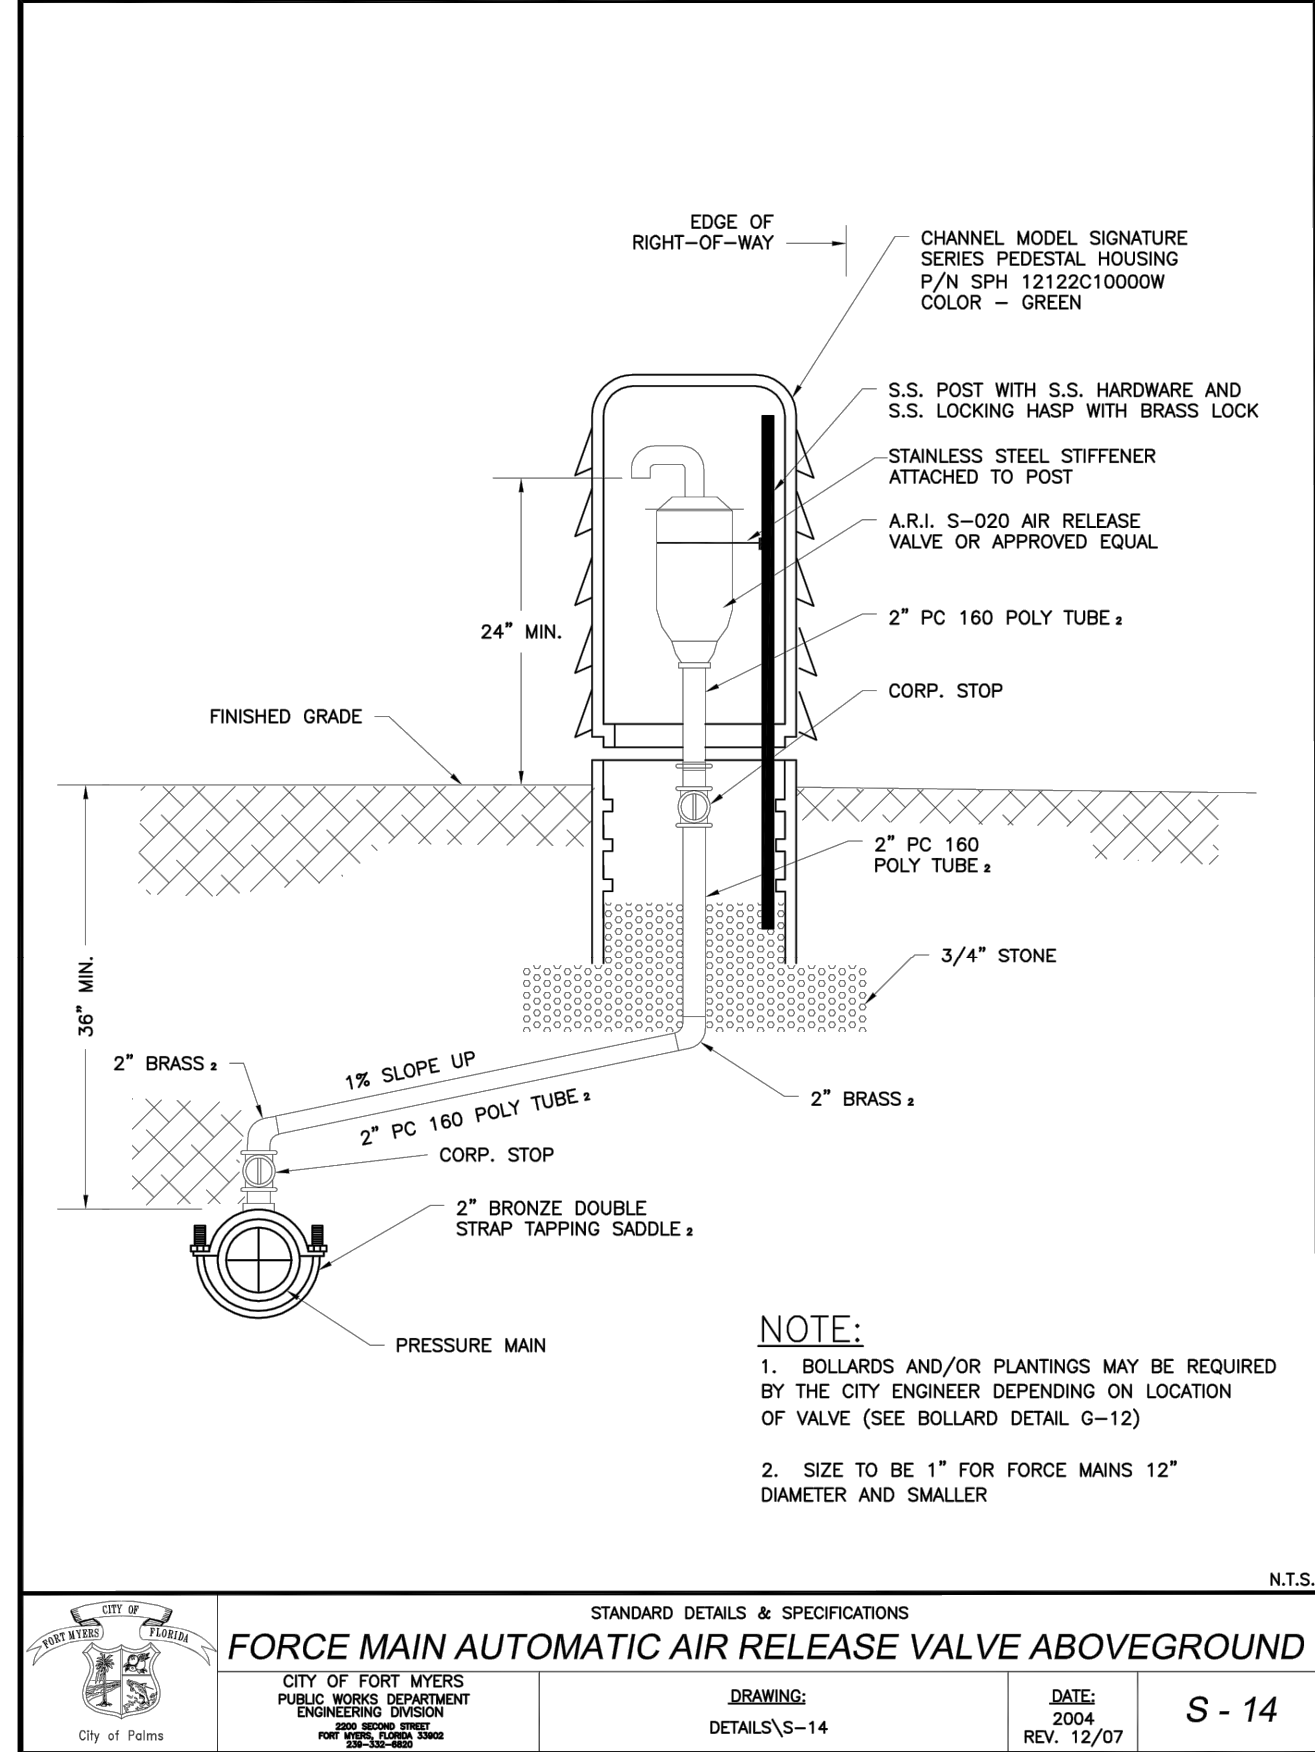 EDGE OF
RIGHT-OF-WAY
CHANNEL MODEL SIGNATURE
SERIES PEDESTAL HOUSING
P/N SPH 12122C10000W
COLOR - GREEN
S.S. POST WITH S.S. HARDWARE AND
S.S. LOCKING HASP WITH BRASS LOCK
STAINLESS STEEL STIFFENER
ATTACHED TO POST
A.R.I. S-020 AIR RELEASE
VALVE OR APPROVED EQUAL
24" MIN.
2" PC 160 POLY TUBE 2
CORP. STOP
FINISHED GRADE
2" PC 160
POLY TUBE 2
3/4" STONE
36" MIN.
2" BRASS 2
1% SLOPE UP
2" PC 160 POLY TUBE 2
2" BRASS 2
CORP. STOP
2" BRONZE DOUBLE
STRAP TAPPING SADDLE 2
PRESSURE MAIN
NOTE:
1. BOLLARDS AND/OR PLANTINGS MAY BE REQUIRED
BY THE CITY ENGINEER DEPENDING ON LOCATION
OF VALVE (SEE BOLLARD DETAIL G-12)
2. SIZE TO BE 1" FOR FORCE MAINS 12"
DIAMETER AND SMALLER
N.T.S.
CITY OF
FORT MYERS
FLORIDA
City of Palms
STANDARD DETAILS & SPECIFICATIONS
FORCE MAIN AUTOMATIC AIR RELEASE VALVE ABOVEGROUND
CITY OF FORT MYERS
PUBLIC WORKS DEPARTMENT
ENGINEERING DIVISION
2200 SECOND STREET
FORT MYERS, FLORIDA 33902
239-332-6820
DRAWING:
DETAILS\S-14
DATE:
2004
REV. 12/07
S - 14